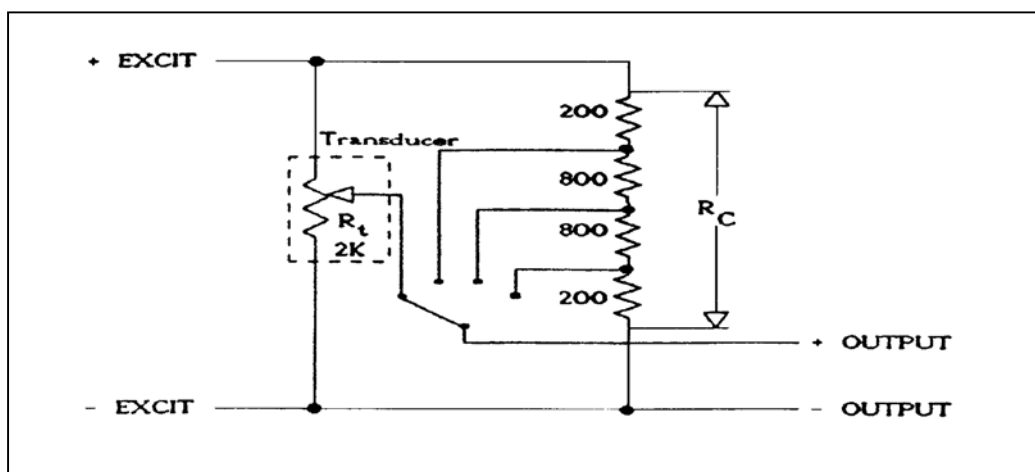 + EXCIT
200
Transducer
800
R_C
R_t
2K
800
200
+ OUTPUT
- EXCIT
- OUTPUT